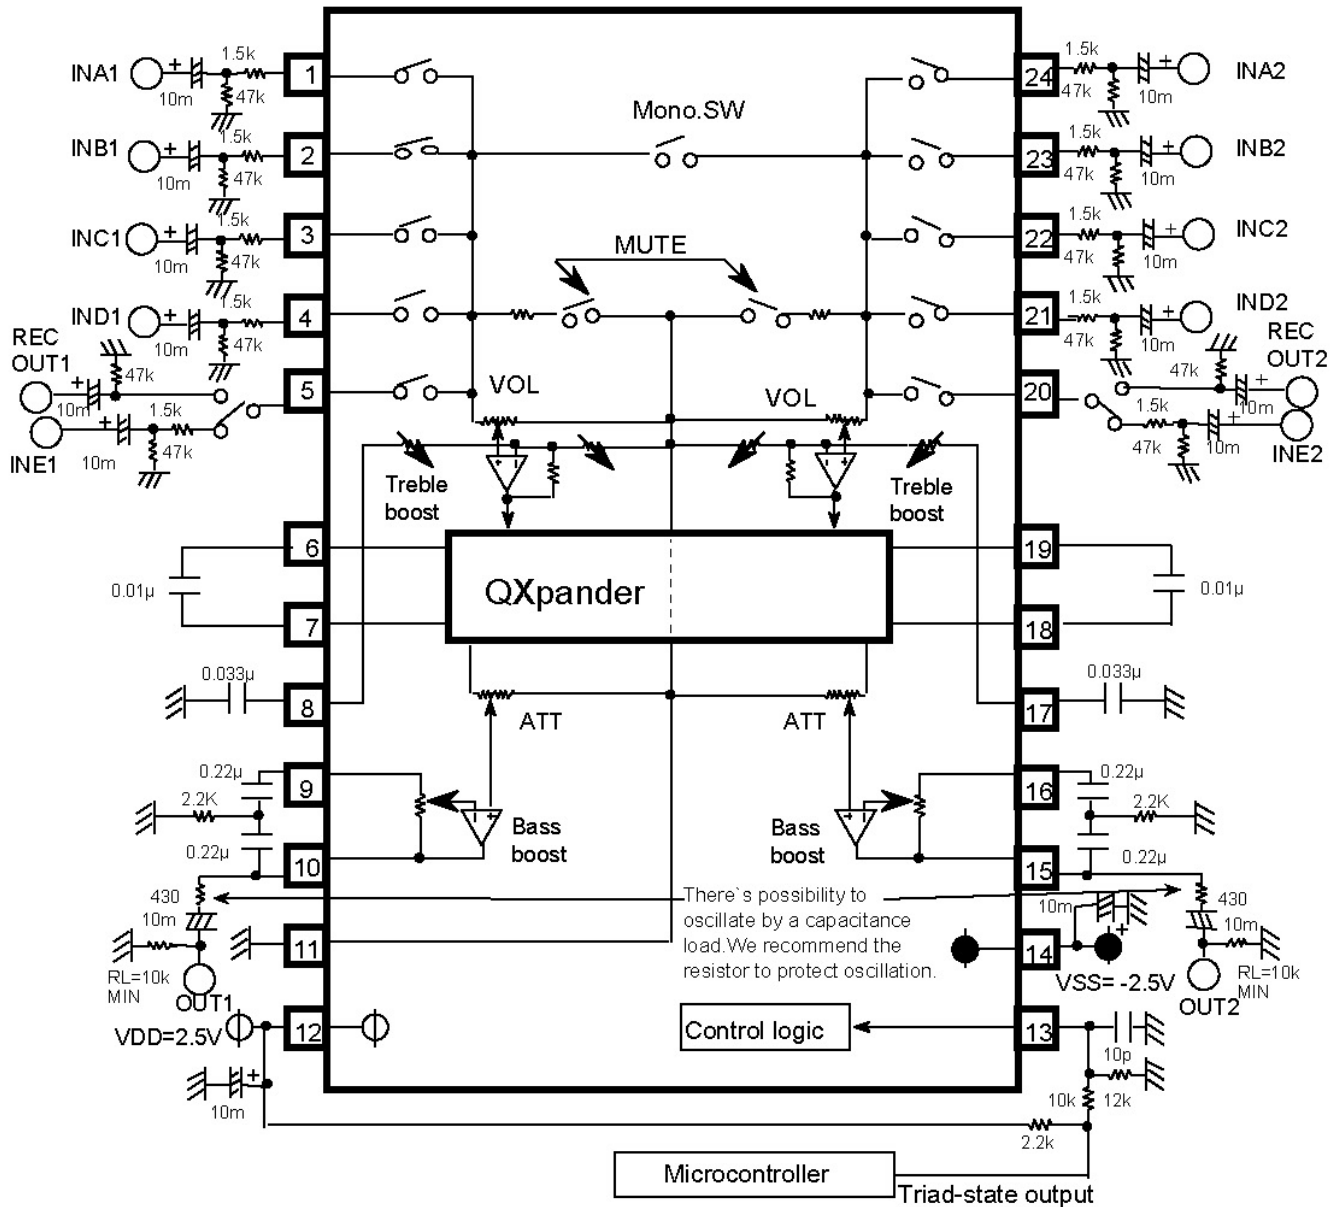 INA1
+
10m
1.5k
47k
1
INB1
+
10m
1.5k
47k
2
INC1
+
10m
1.5k
47k
3
IND1
+
10m
1.5k
47k
4
REC
OUT1
+
10m
47k
5
INE1
+
10m
1.5k
47k
24
1.5k
47k
+
10m
INA2
23
1.5k
47k
+
10m
INB2
22
1.5k
47k
+
10m
INC2
21
1.5k
47k
+
10m
IND2
REC
OUT2
20
47k
+
10m
1.5k
47k
+
10m
INE2
Mono.SW
MUTE
VOL
VOL
+
-
+
-
Treble
boost
Treble
boost
6
0.01µ
7
QXpander
19
0.01µ
18
0.033µ
8
ATT
ATT
17
0.033µ
0.22µ
9
2.2K
0.22µ
10
Bass
boost
Bass
boost
16
0.22µ
2.2K
15
0.22µ
430
10m
RL=10k
MIN
OUT1
11
There`s possibility to
oscillate by a capacitance
load.We recommend the
resistor to protect oscillation.
10m
14
+
VSS= -2.5V
430
10m
RL=10k
MIN
OUT2
VDD=2.5V
12
+
10m
Control logic
13
10p
10k
12k
2.2k
Microcontroller
Triad-state output